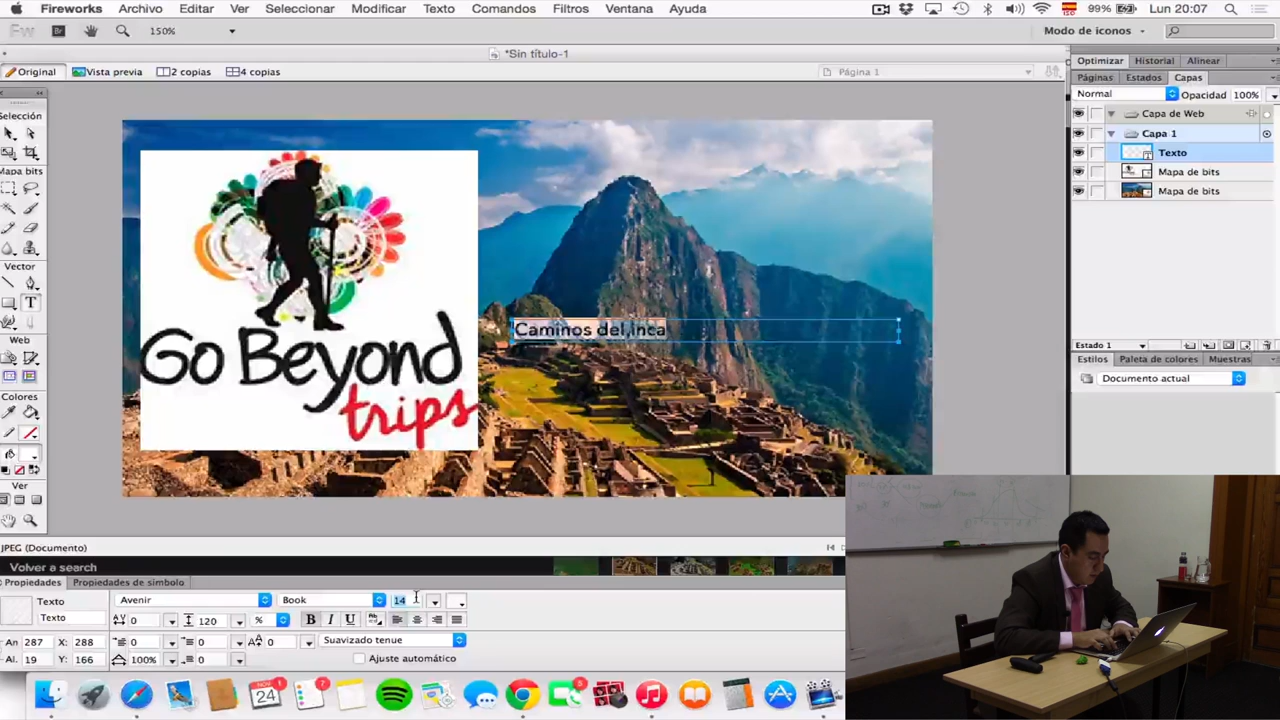 Fireworks Archivo Editar Ver Seleccionar Modificar Texto Comandos Filtros Ventana Ayuda 99% Lun 20:07
Fw Br 150% Modo de iconos
*Sin título-1
Original Vista previa 2 copias 4 copias Página 1
Optimizar Historial Alinear
Páginas Estados Capas
Normal Opacidad 100%
Capa de Web
Capa 1
Texto
Mapa de bits
Mapa de bits
Estado 1
Estilos Paleta de colores Muestras
Documento actual
Selección
Mapa bits
Vector
T
Web
Colores
Go Beyond
trips
Caminos del inca
JPEG (Documento)
Volver a search
Propiedades Propiedades de símbolo
Texto Avenir Book 14
Texto 0 120 % B I U
An 287 X: 288 0 0 0 Suavizado tenue
Al. 19 Y: 166 100% 0 Ajuste automático
NOV
24